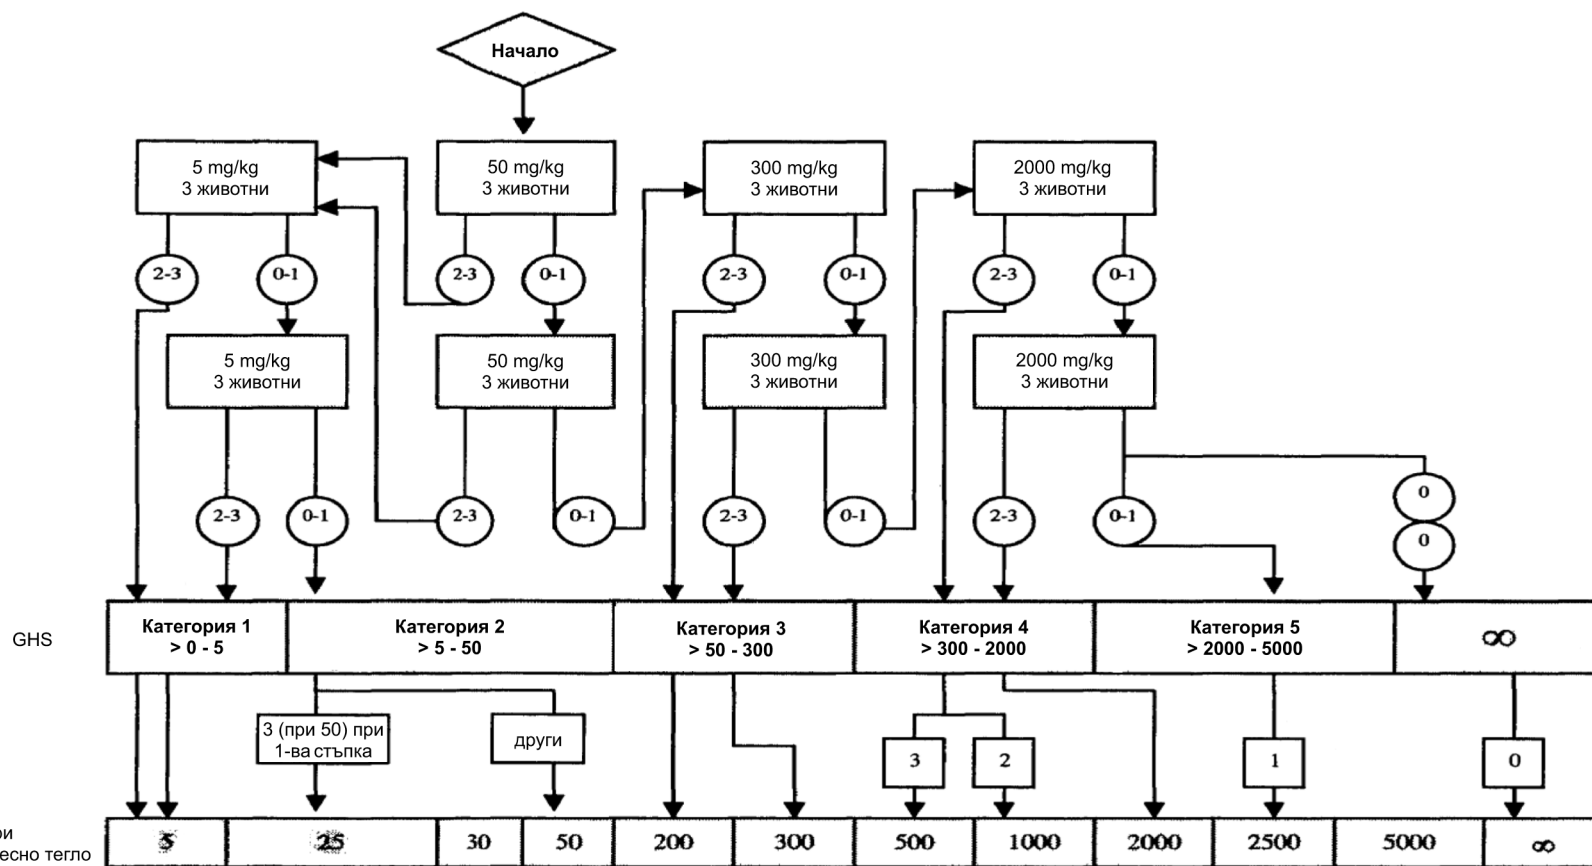 Начало
5 mg/kg
3 животни
50 mg/kg
3 животни
300 mg/kg
3 животни
2000 mg/kg
3 животни
2-3
0-1
2-3
0-1
2-3
0-1
2-3
0-1
5 mg/kg
3 животни
50 mg/kg
3 животни
300 mg/kg
3 животни
2000 mg/kg
3 животни
2-3
0-1
2-3
0-1
2-3
0-1
2-3
0-1
0
0
GHS
Категория 1
> 0 - 5
Категория 2
> 5 - 50
Категория 3
> 50 - 300
Категория 4
> 300 - 2000
Категория 5
> 2000 - 5000
∞
3 (при 50) при
1-ва стъпка
други
3
2
1
0
5
25
30
50
200
300
500
1000
2000
2500
5000
∞
тегло